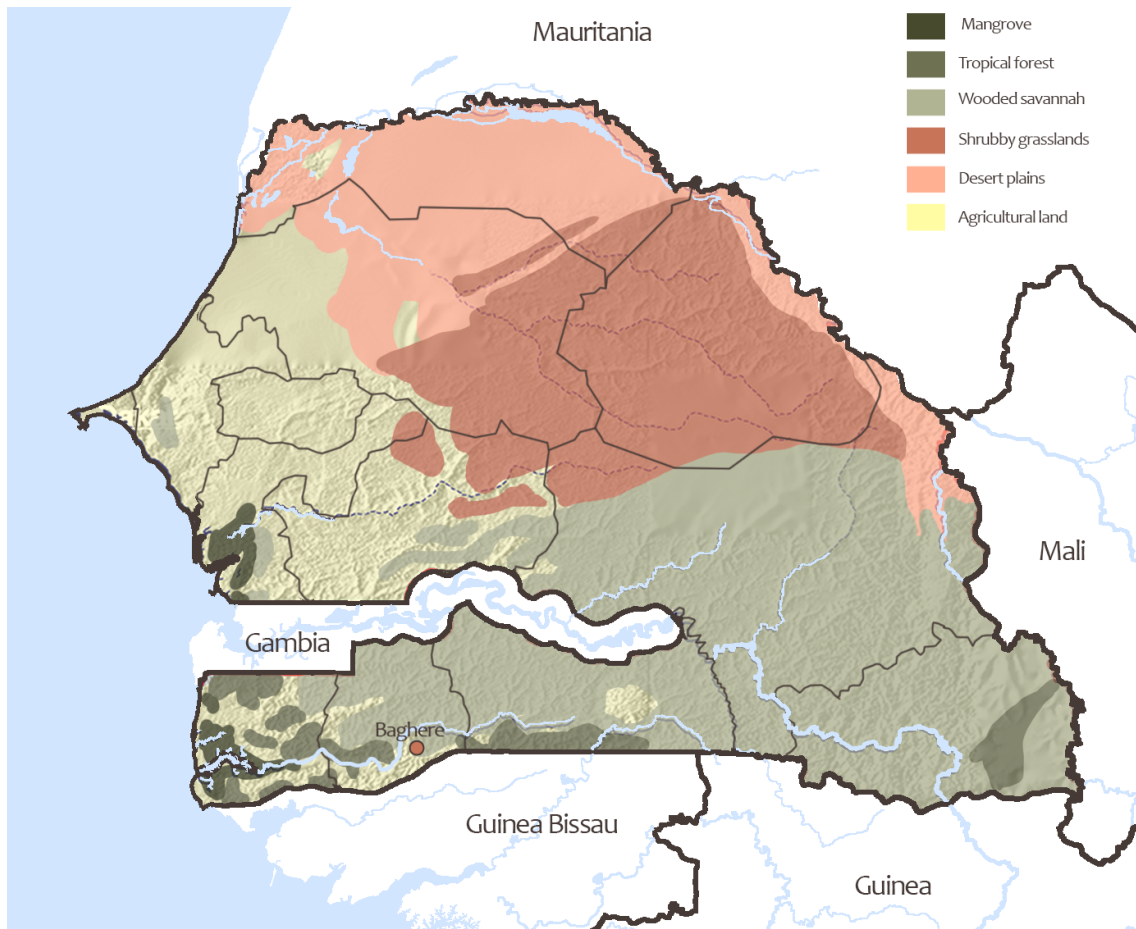 Mauritania
Mangrove
Tropical forest
Wooded savannah
Shrubby grasslands
Desert plains
Agricultural land
Mali
Gambia
Baghere
Guinea Bissau
Guinea